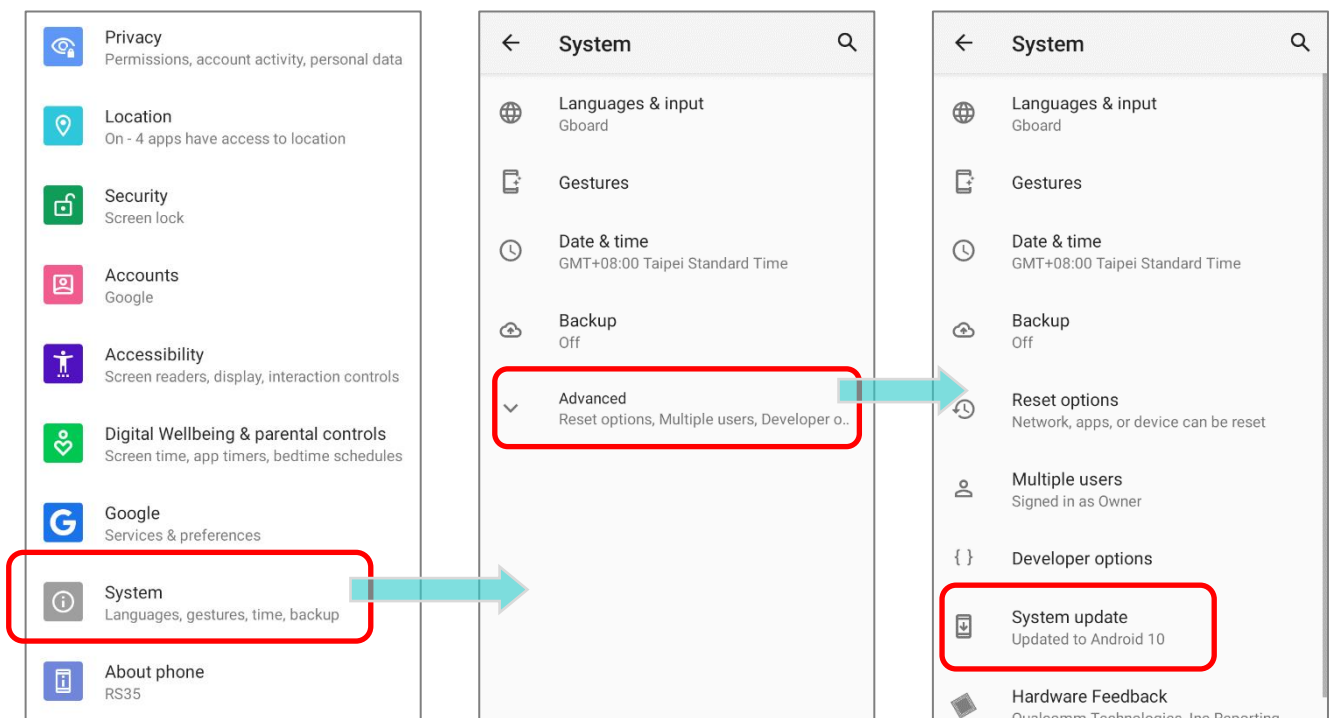 Privacy
Permissions, account activity, personal data
Location
On - 4 apps have access to location
Security
Screen lock
Accounts
Google
Accessibility
Screen readers, display, interaction controls
Digital Wellbeing & parental controls
Screen time, app timers, bedtime schedules
Google
Services & preferences
System
Languages, gestures, time, backup
About phone
RS35
System
Languages & input
Gboard
Gestures
Date & time
GMT+08:00 Taipei Standard Time
Backup
Off
Advanced
Reset options, Multiple users, Developer o..
System
Languages & input
Gboard
Gestures
Date & time
GMT+08:00 Taipei Standard Time
Backup
Off
Reset options
Network, apps, or device can be reset
Multiple users
Signed in as Owner
{ } Developer options
System update
Updated to Android 10
Hardware Feedback
Qualcomm Technologies, Inc Reporting